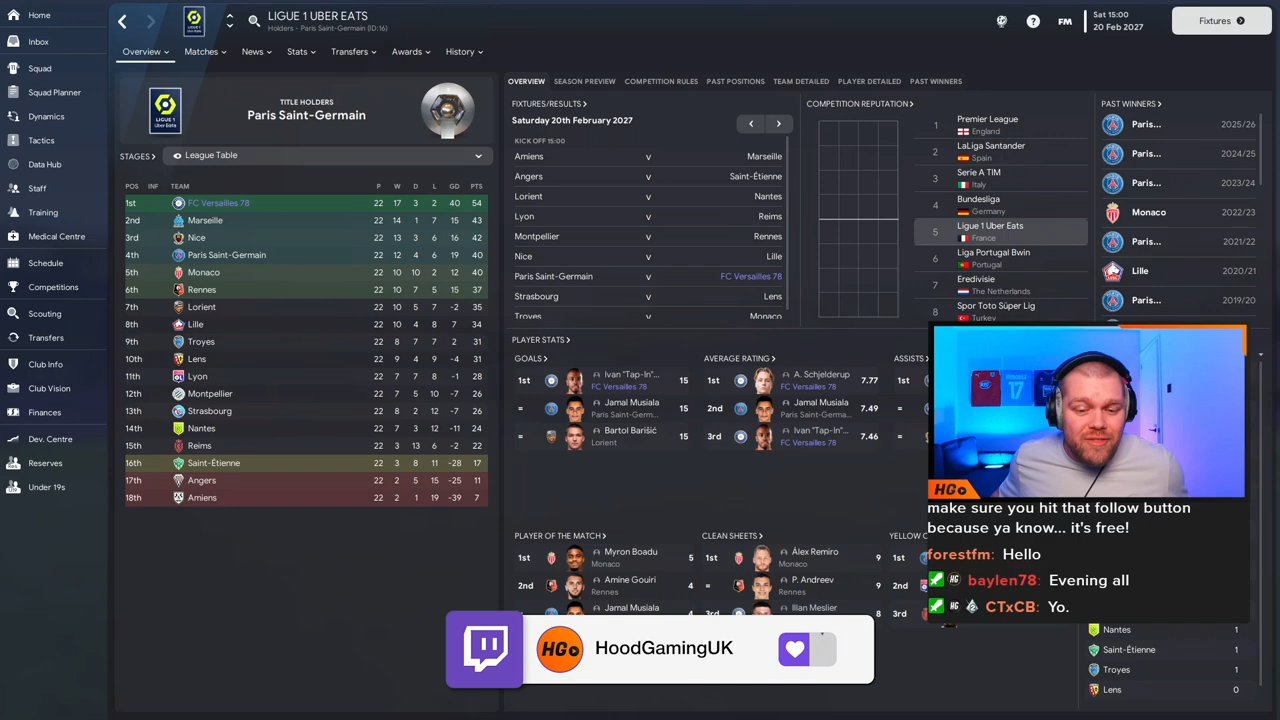 Home
Inbox
Squad
Squad Planner
Dynamics
Tactics
Data Hub
Staff
Training
Medical Centre
Schedule
Competitions
Scouting
Transfers
Club Info
Club Vision
Finances
Dev. Centre
Reserves
Under 19s
LIGUE 1 UBER EATS
Holders - Paris Saint-Germain (ID:16)
FM
Sat 15:00
20 Feb 2027
Fixtures
Overview Matches News Stats Transfers Awards History
TITLE HOLDERS
Paris Saint-Germain
STAGES League Table
POS INF TEAM P W D L GD PTS
1st FC Versailles 78 22 17 3 2 40 54
2nd Marseille 22 14 1 7 15 43
3rd Nice 22 13 3 6 16 42
4th Paris Saint-Germain 22 12 4 6 19 40
5th Monaco 22 10 10 2 12 40
6th Rennes 22 10 7 5 15 37
7th Lorient 22 10 5 7 -2 35
8th Lille 22 10 4 8 7 34
9th Troyes 22 8 7 7 2 31
10th Lens 22 9 4 9 -4 31
11th Lyon 22 7 7 8 -1 28
12th Montpellier 22 7 5 10 -7 26
13th Strasbourg 22 8 2 12 -7 26
14th Nantes 22 7 3 12 -11 24
15th Reims 22 3 13 6 -2 22
16th Saint-Étienne 22 3 8 11 -28 17
17th Angers 22 2 5 15 -25 11
18th Amiens 22 2 1 19 -39 7
OVERVIEW SEASON PREVIEW COMPETITION RULES PAST POSITIONS TEAM DETAILED PLAYER DETAILED PAST WINNERS
FIXTURES/RESULTS
Saturday 20th February 2027
KICK OFF 15:00
Amiens v Marseille
Angers v Saint-Étienne
Lorient v Nantes
Lyon v Reims
Montpellier v Rennes
Nice v Lille
Paris Saint-Germain v FC Versailles 78
Strasbourg v Lens
Troyes v Monaco
COMPETITION REPUTATION
1 Premier League
England
2 LaLiga Santander
Spain
3 Serie A TIM
Italy
4 Bundesliga
Germany
5 Ligue 1 Uber Eats
France
6 Liga Portugal Bwin
Portugal
7 Eredivisie
The Netherlands
8 Spor Toto Süper Lig
Turkey
PAST WINNERS
Paris... 2025/26
Paris... 2024/25
Paris... 2023/24
Monaco 2022/23
Paris... 2021/22
Lille 2020/21
Paris... 2019/20
PLAYER STATS
GOALS
1st Ivan "Tap-In"... 15
FC Versailles 78
= Jamal Musiala 15
Paris Saint-Germ...
= Bartol Barišić 15
Lorient
AVERAGE RATING
1st A. Schjelderup 7.77
FC Versailles 78
2nd Jamal Musiala 7.49
Paris Saint-Germ...
3rd Ivan "Tap-In"... 7.46
FC Versailles 78
ASSISTS
1st
=
=
PLAYER OF THE MATCH
1st Myron Boadu 5
Monaco
2nd Amine Gouiri 4
Rennes
Jamal Musiala 4
CLEAN SHEETS
1st Álex Remiro 9
Monaco
= P. Andreev 9
Rennes
3rd Illan Meslier 8
YELLOW C
1st
2nd
3rd
HG
make sure you hit that follow button
because ya know... it's free!
forestfm: Hello
HG baylen78: Evening all
HG CTxCB: Yo.
Nantes 1
Saint-Étienne 1
Troyes 1
Lens 0
HG
HoodGamingUK